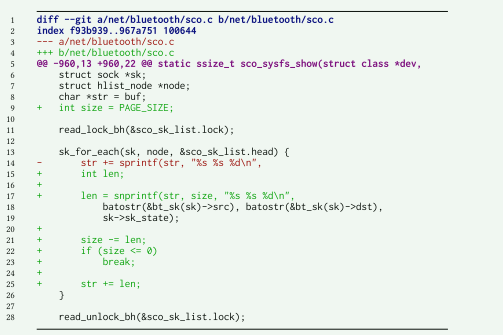 1 diff --git a/net/bluetooth/sco.c b/net/bluetooth/sco.c
2 index f93b939..967a751 100644
3 --- a/net/bluetooth/sco.c
4 +++ b/net/bluetooth/sco.c
5 @@ -960,13 +960,22 @@ static ssize_t sco_sysfs_show(struct class *dev,
6     struct sock *sk;
7     struct hlist_node *node;
8     char *str = buf;
9 +   int size = PAGE_SIZE;
10
11     read_lock_bh(&sco_sk_list.lock);
12
13     sk_for_each(sk, node, &sco_sk_list.head) {
14 -       str += sprintf(str, "%s %s %d\n",
15 +       int len;
16 +
17 +       len = snprintf(str, size, "%s %s %d\n",
18             batostr(&bt_sk(sk)->src), batostr(&bt_sk(sk)->dst),
19             sk->sk_state);
20 +
21 +       size -= len;
22 +       if (size <= 0)
23 +           break;
24 +
25 +       str += len;
26     }
27
28     read_unlock_bh(&sco_sk_list.lock);